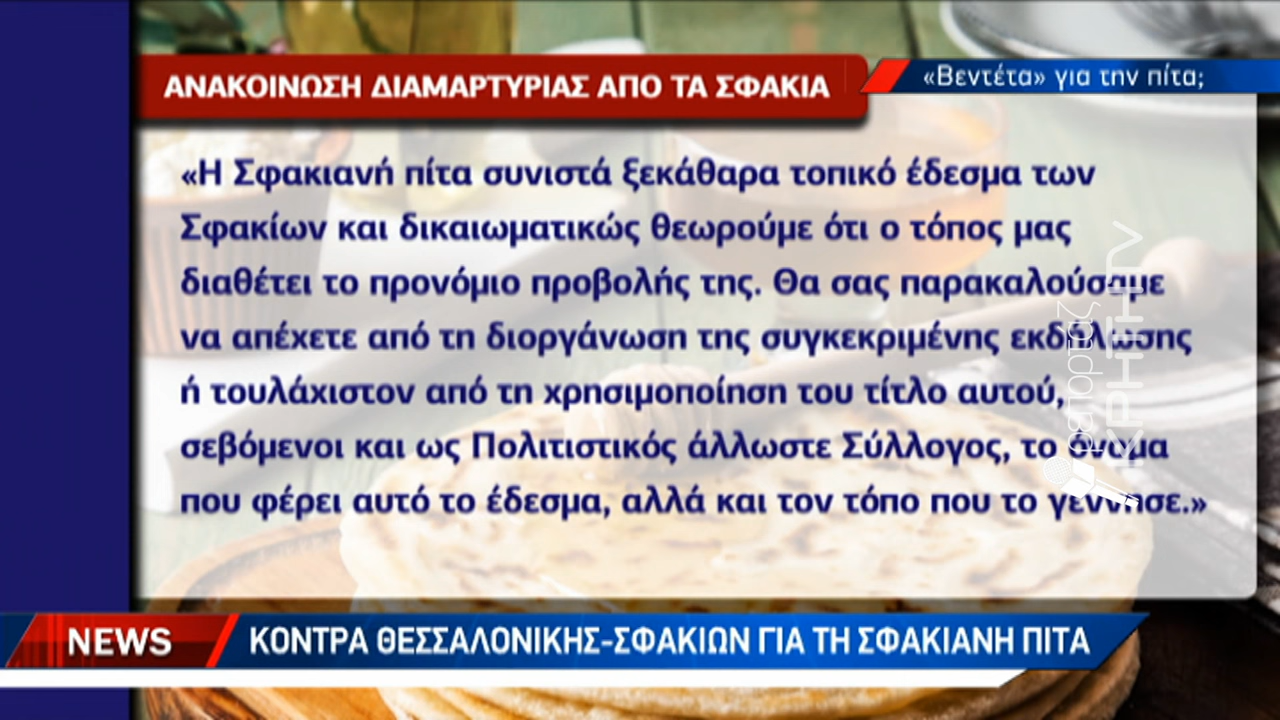 ΑΝΑΚΟΙΝΩΣΗ ΔΙΑΜΑΡΤΥΡΙΑΣ ΑΠΟ ΤΑ ΣΦΑΚΙΑ
«Βεντέτα» για την πίτα;
«Η Σφακιανή πίτα συνιστά ξεκάθαρα τοπικό έδεσμα των
Σφακίων και δικαιωματικώς θεωρούμε ότι ο τόπος μας
διαθέτει το προνόμιο προβολής της. Θα σας παρακαλούσαμε
να απέχετε από τη διοργάνωση της συγκεκριμένης εκδήλωσης
ή τουλάχιστον από τη χρησιμοποίηση του τίτλο αυτού,
σεβόμενοι και ως Πολιτιστικός άλλωστε Σύλλογος, το όνομα
που φέρει αυτό το έδεσμα, αλλά και τον τόπο που το γέννησε.»
ρεπορτάζ
ΚΡΗΤΗ TV
NEWS
ΚΟΝΤΡΑ ΘΕΣΣΑΛΟΝΙΚΗΣ-ΣΦΑΚΙΩΝ ΓΙΑ ΤΗ ΣΦΑΚΙΑΝΗ ΠΙΤΑ